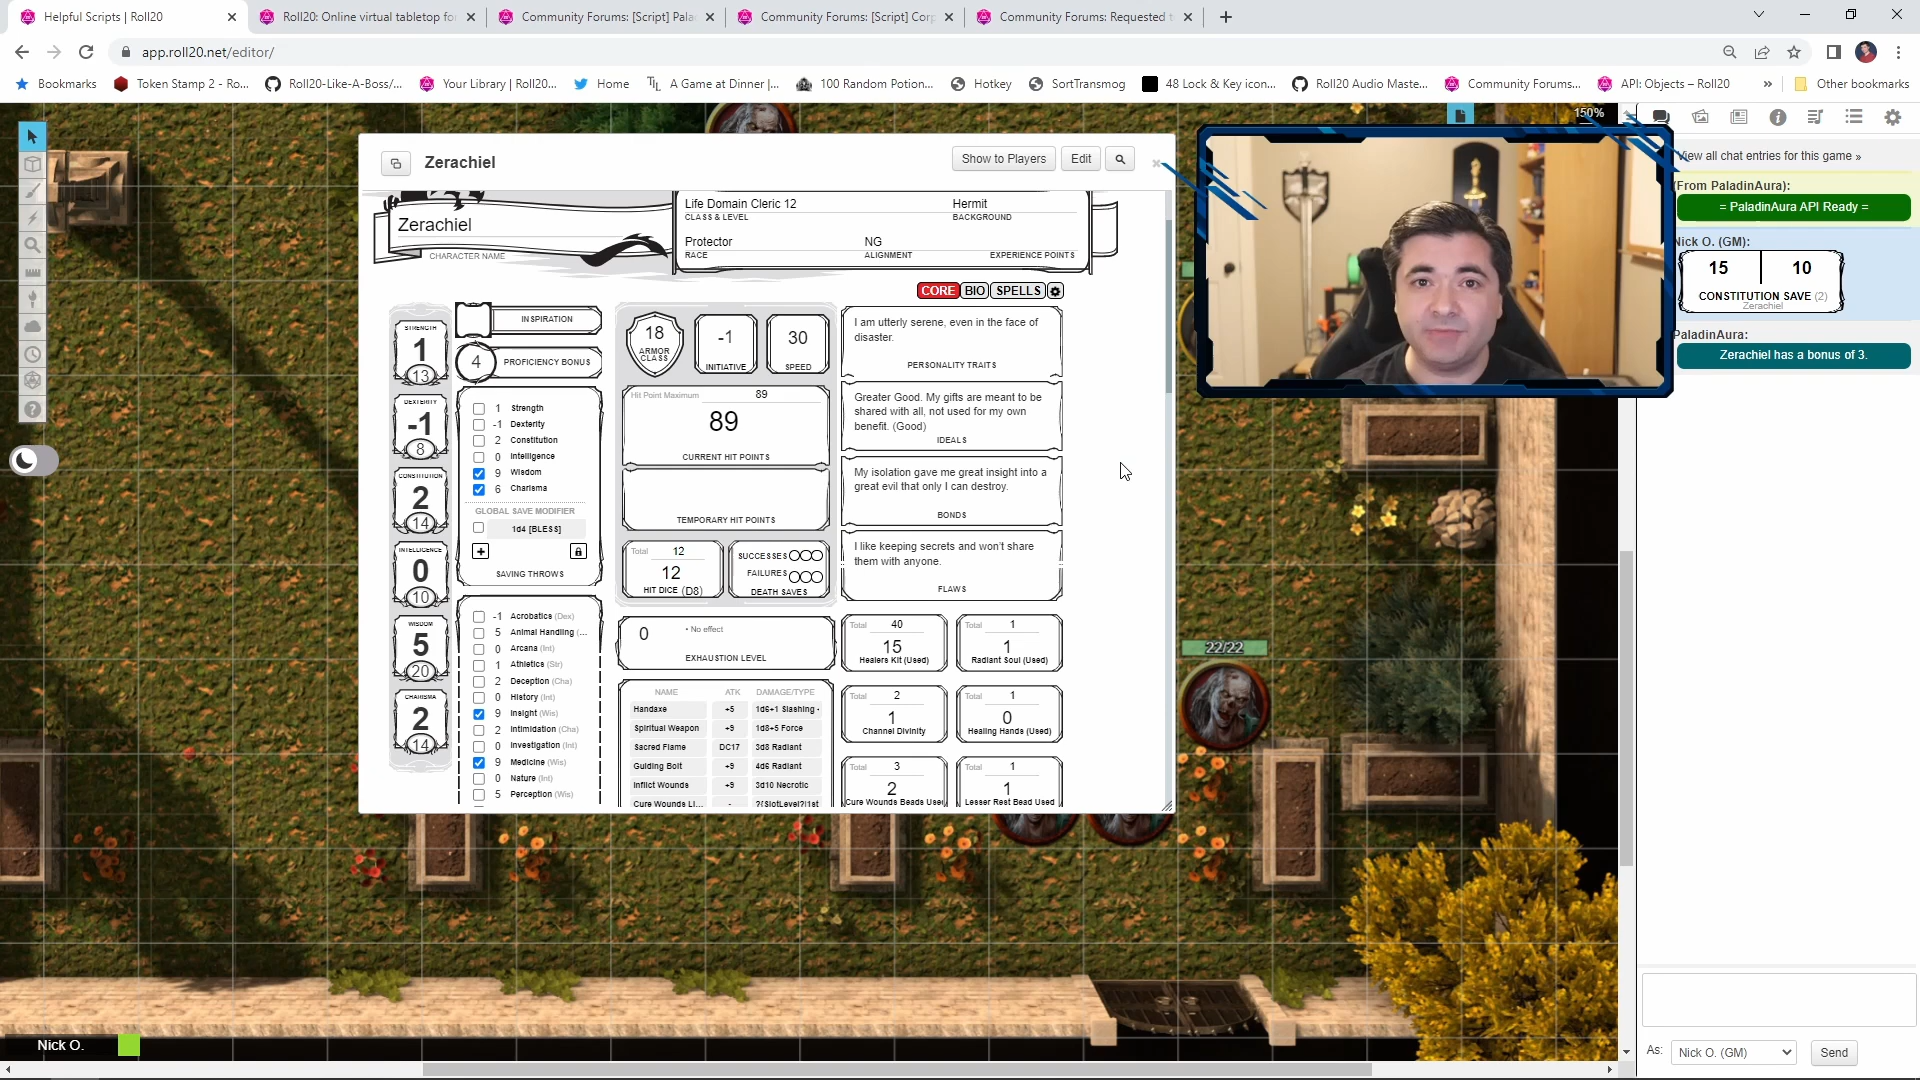 Helpful Scripts | Roll20
Roll20: Online virtual tabletop fo
Community Forums: [Script] Pala
Community Forums: [Script] Corp
Community Forums: Requested t
app.roll20.net/editor/
Bookmarks
Token Stamp 2 - Ro...
Roll20-Like-A-Boss/...
Your Library | Roll20...
Home
A Game at Dinner |...
100 Random Potion...
Hotkey
SortTransmog
48 Lock & Key icon...
Roll20 Audio Maste...
Community Forums...
API: Objects – Roll20
»
Other bookmarks
150%
Zerachiel
Show to Players
Edit
Zerachiel
CHARACTER NAME
Life Domain Cleric 12
CLASS & LEVEL
Hermit
BACKGROUND
Protector
RACE
NG
ALIGNMENT
EXPERIENCE POINTS
CORE
BIO
SPELLS
STRENGTH
1
13
DEXTERITY
-1
8
CONSTITUTION
2
14
INTELLIGENCE
0
10
WISDOM
5
20
CHARISMA
2
14
INSPIRATION
4
PROFICIENCY BONUS
1 Strength
-1 Dexterity
2 Constitution
0 Intelligence
9 Wisdom
6 Charisma
GLOBAL SAVE MODIFIER
1d4 [BLESS]
SAVING THROWS
-1 Acrobatics (Dex)
5 Animal Handling (...
0 Arcana (Int)
1 Athletics (Str)
2 Deception (Cha)
0 History (Int)
9 Insight (Wis)
2 Intimidation (Cha)
0 Investigation (Int)
9 Medicine (Wis)
0 Nature (Int)
5 Perception (Wis)
18
ARMOR
CLASS
-1
INITIATIVE
30
SPEED
Hit Point Maximum 89
89
CURRENT HIT POINTS
TEMPORARY HIT POINTS
Total 12
12
HIT DICE (D8)
SUCCESSES
FAILURES
DEATH SAVES
0
• No effect
EXHAUSTION LEVEL
NAME ATK DAMAGE/TYPE
Handaxe +5 1d6+1 Slashing
Spiritual Weapon +9 1d8+5 Force
Sacred Flame DC17 3d8 Radiant
Guiding Bolt +9 4d6 Radiant
Inflict Wounds +9 3d10 Necrotic
Cure Wounds Li... - ?{SlotLevel?|1st
I am utterly serene, even in the face of
disaster.
PERSONALITY TRAITS
Greater Good. My gifts are meant to be
shared with all, not used for my own
benefit. (Good)
IDEALS
My isolation gave me great insight into a
great evil that only I can destroy.
BONDS
I like keeping secrets and won't share
them with anyone.
FLAWS
Total 40
15
Healers Kit (Used)
Total 1
1
Radiant Soul (Used)
Total 2
1
Channel Divinity
Total 1
0
Healing Hands (Used)
Total 3
2
Cure Wounds Beads Used
Total 1
1
Lesser Rest Bead Used
22/22
View all chat entries for this game »
(From PaladinAura):
= PaladinAura API Ready =
Nick O. (GM):
15 10
CONSTITUTION SAVE (2)
Zerachiel
PaladinAura:
Zerachiel has a bonus of 3.
Nick O.
As:
Nick O. (GM)
Send